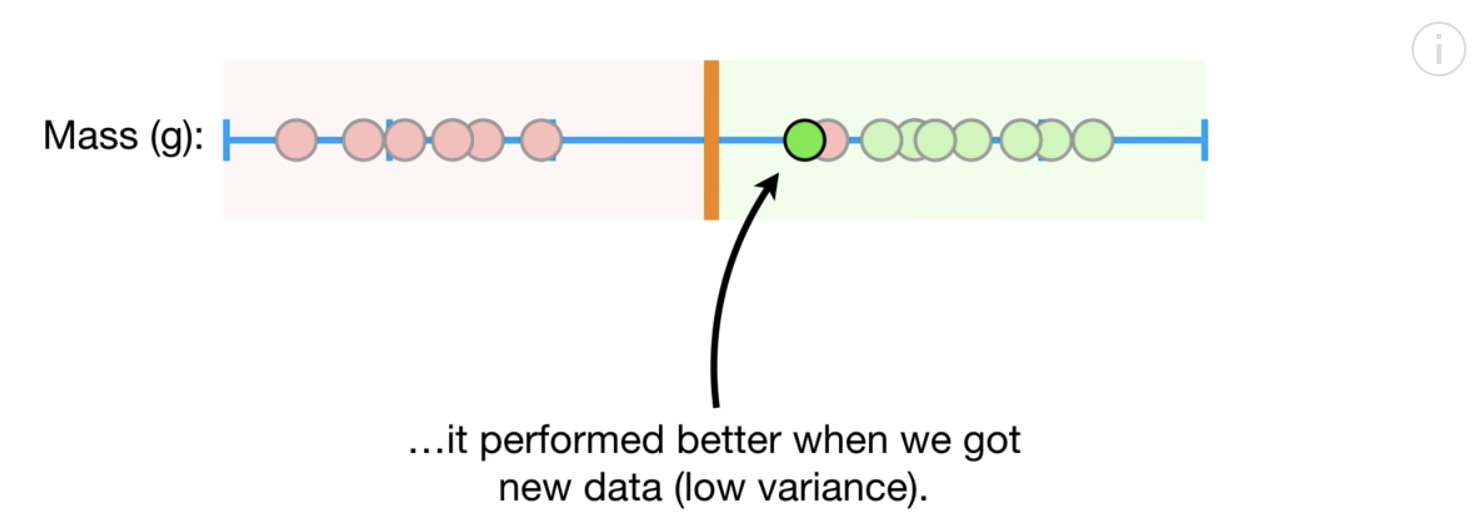 i
Mass (g):
…it performed better when we got
new data (low variance).